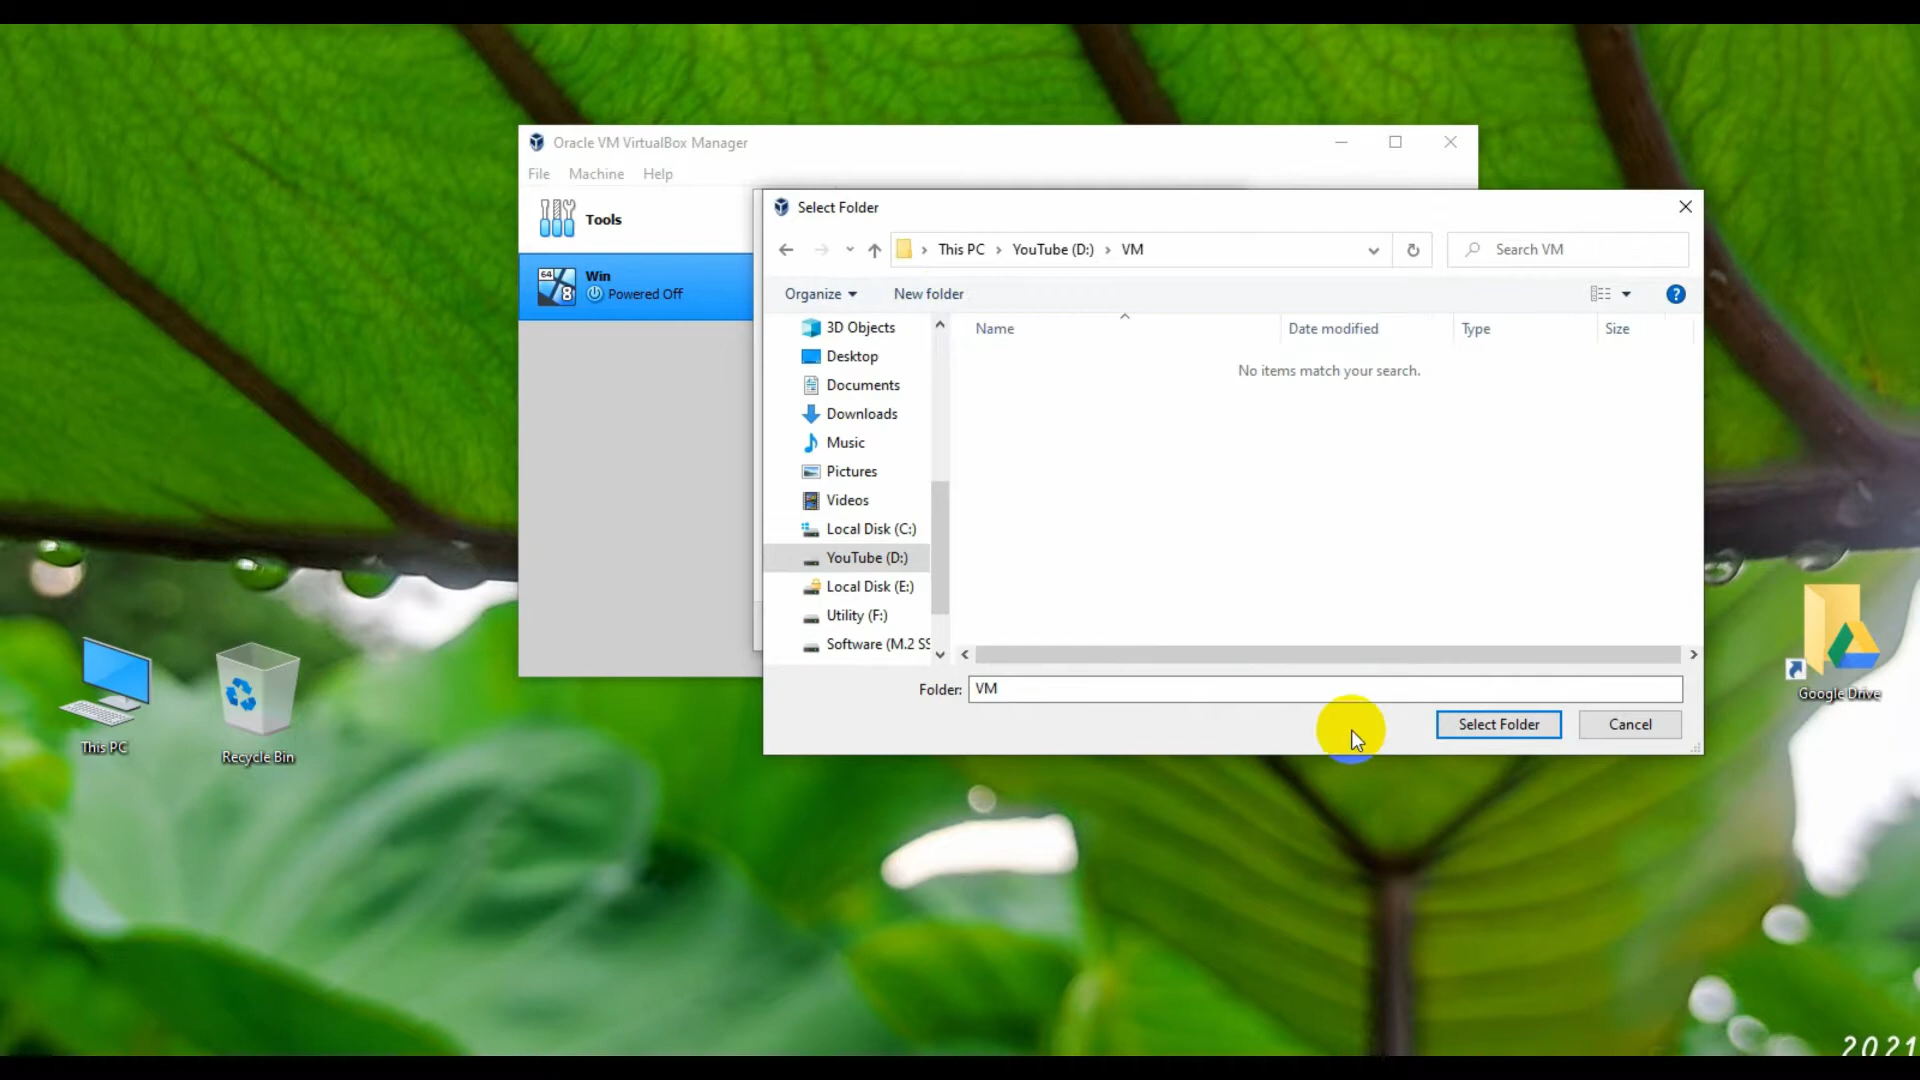 Oracle VM VirtualBox Manager
File Machine Help
Tools
64
8
Win
Powered Off
Select Folder
This PC > YouTube (D:) > VM
Search VM
Organize
New folder
?
Name
Date modified
Type
Size
No items match your search.
3D Objects
Desktop
Documents
Downloads
Music
Pictures
Videos
Local Disk (C:)
YouTube (D:)
Local Disk (E:)
Utility (F:)
Software (M.2 SS
Folder:
VM
Select Folder
Cancel
This PC
Recycle Bin
Google Drive
2021